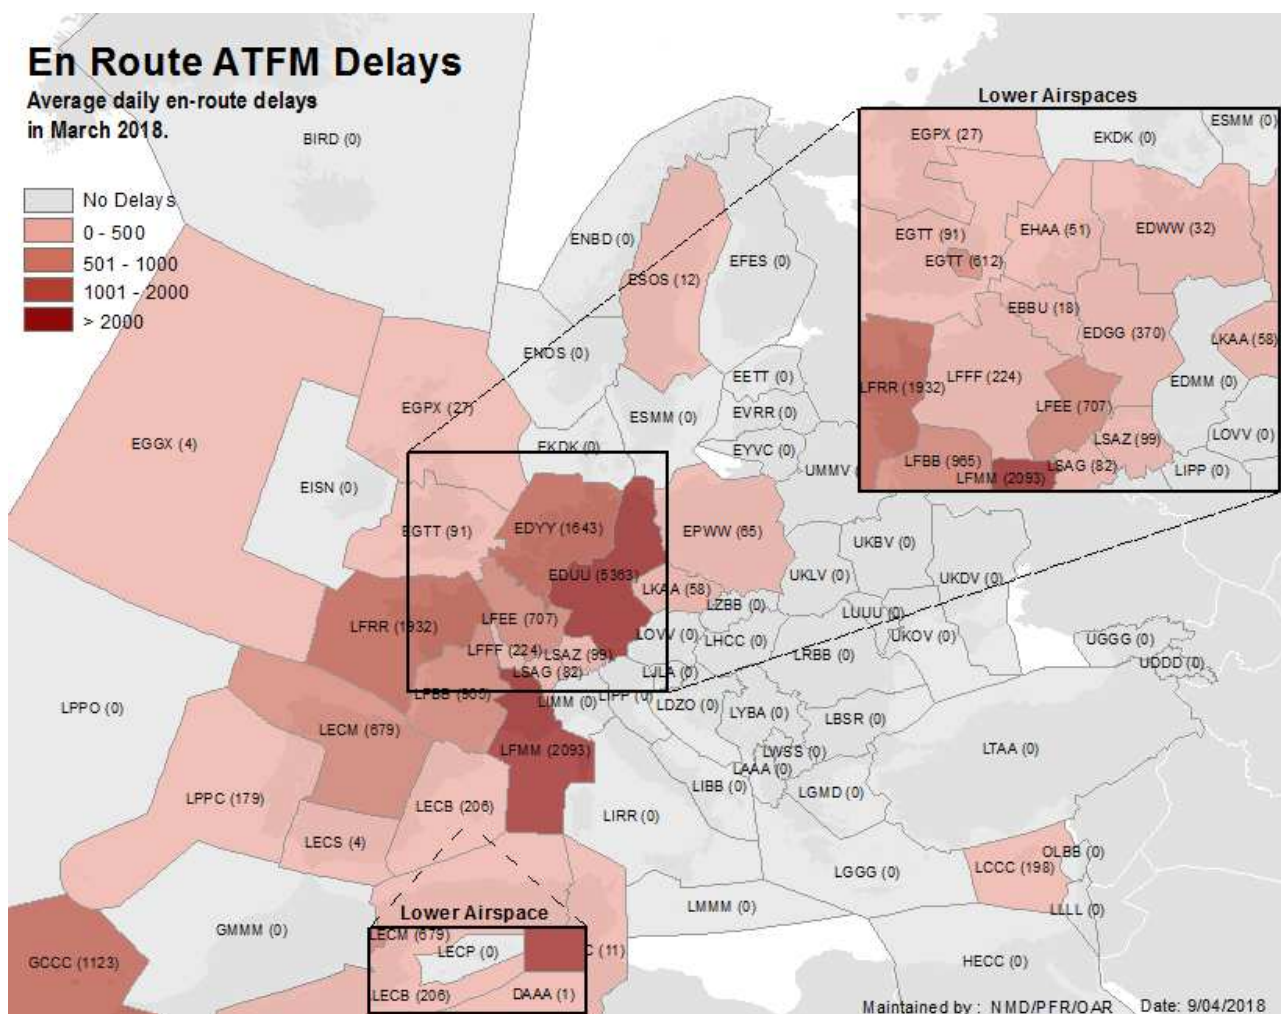 En Route ATFM Delays
Average daily en-route delays
in March 2018.
No Delays
0 - 500
501 - 1000
1001 - 2000
> 2000
Lower Airspaces
EGPX (27)
EKDK (0)
ESMM (0)
EGTT (91)
EGTT (612)
EHAA (51)
EDWW (32)
EBBU (18)
EDGG (370)
LKAA (58)
LFRR (1932)
LFFF (224)
EDMM (0)
LFEE (707)
LSAZ (99)
LOVV (0)
LFBB (965)
LSAG (82)
LIPP (0)
LFMM (2093)
BIRD (0)
ENBD (0)
EFES (0)
ESOS (12)
ENOS (0)
EETT (0)
EGPX (27)
ESMM (0)
EVRR (0)
EGGX (4)
EKDK (0)
EYVC (0)
UMMV
EISN (0)
EGTT (91)
EDYY (1643)
EPWW (65)
UKBV (0)
EDUU (5363)
UKLV (0)
UKDV (0)
LKAA (58)
LZBB (0)
LFRR (1932)
LFEE (707)
LOVV (0)
LHCC (0)
LUUU (0)
UKOV (0)
UGGG (0)
LFFF (224)
LSAZ (99)
LRBB (0)
UDDD (0)
LSAG (82)
LJLA (0)
LFBB (965)
LIMM (0)
LIPP (0)
LDZO (0)
LPPO (0)
LYBA (0)
LBSR (0)
LECM (679)
LFMM (2093)
LWSS (0)
LTAA (0)
LAAA (0)
LPPC (179)
LECB (206)
LIBB (0)
LGMD (0)
LIRR (0)
LECS (4)
OLBB (0)
LCCC (198)
LGGG (0)
LMMM (0)
LLLL (0)
GMMM (0)
Lower Airspace
LECM (679)
LECP (0)
C (11)
GCCC (1123)
HECC (0)
LECB (206)
DAAA (1)
Maintained by : NMD/PFR/OAR Date: 9/04/2018